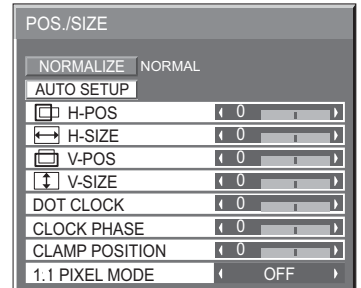 POS./SIZE
NORMALIZE NORMAL
AUTO SETUP
H-POS 0
H-SIZE 0
V-POS 0
V-SIZE 0
DOT CLOCK 0
CLOCK PHASE 0
CLAMP POSITION 0
1:1 PIXEL MODE OFF